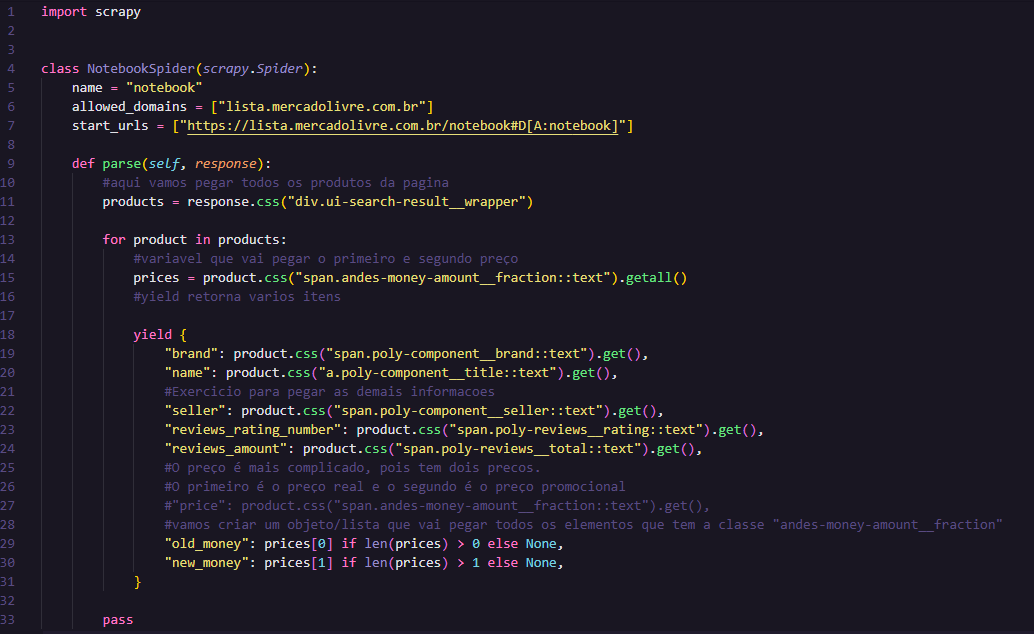 1 import scrapy
2
3
4 class NotebookSpider(scrapy.Spider):
5     name = "notebook"
6     allowed_domains = ["lista.mercadolivre.com.br"]
7     start_urls = ["https://lista.mercadolivre.com.br/notebook#D[A:notebook]"]
8
9     def parse(self, response):
10         #aqui vamos pegar todos os produtos da pagina
11         products = response.css("div.ui-search-result__wrapper")
12
13         for product in products:
14             #variavel que vai pegar o primeiro e segundo preço
15             prices = product.css("span.andes-money-amount__fraction::text").getall()
16             #yield retorna varios itens
17
18             yield {
19                 "brand": product.css("span.poly-component__brand::text").get(),
20                 "name": product.css("a.poly-component__title::text").get(),
21                 #Exercicio para pegar as demais informacoes
22                 "seller": product.css("span.poly-component__seller::text").get(),
23                 "reviews_rating_number": product.css("span.poly-reviews__rating::text").get(),
24                 "reviews_amount": product.css("span.poly-reviews__total::text").get(),
25                 #O preço é mais complicado, pois tem dois precos.
26                 #O primeiro é o preço real e o segundo é o preço promocional
27                 #"price": product.css("span.andes-money-amount__fraction::text").get(),
28                 #vamos criar um objeto/lista que vai pegar todos os elementos que tem a classe "andes-money-amount__fraction"
29                 "old_money": prices[0] if len(prices) > 0 else None,
30                 "new_money": prices[1] if len(prices) > 1 else None,
31             }
32
33         pass